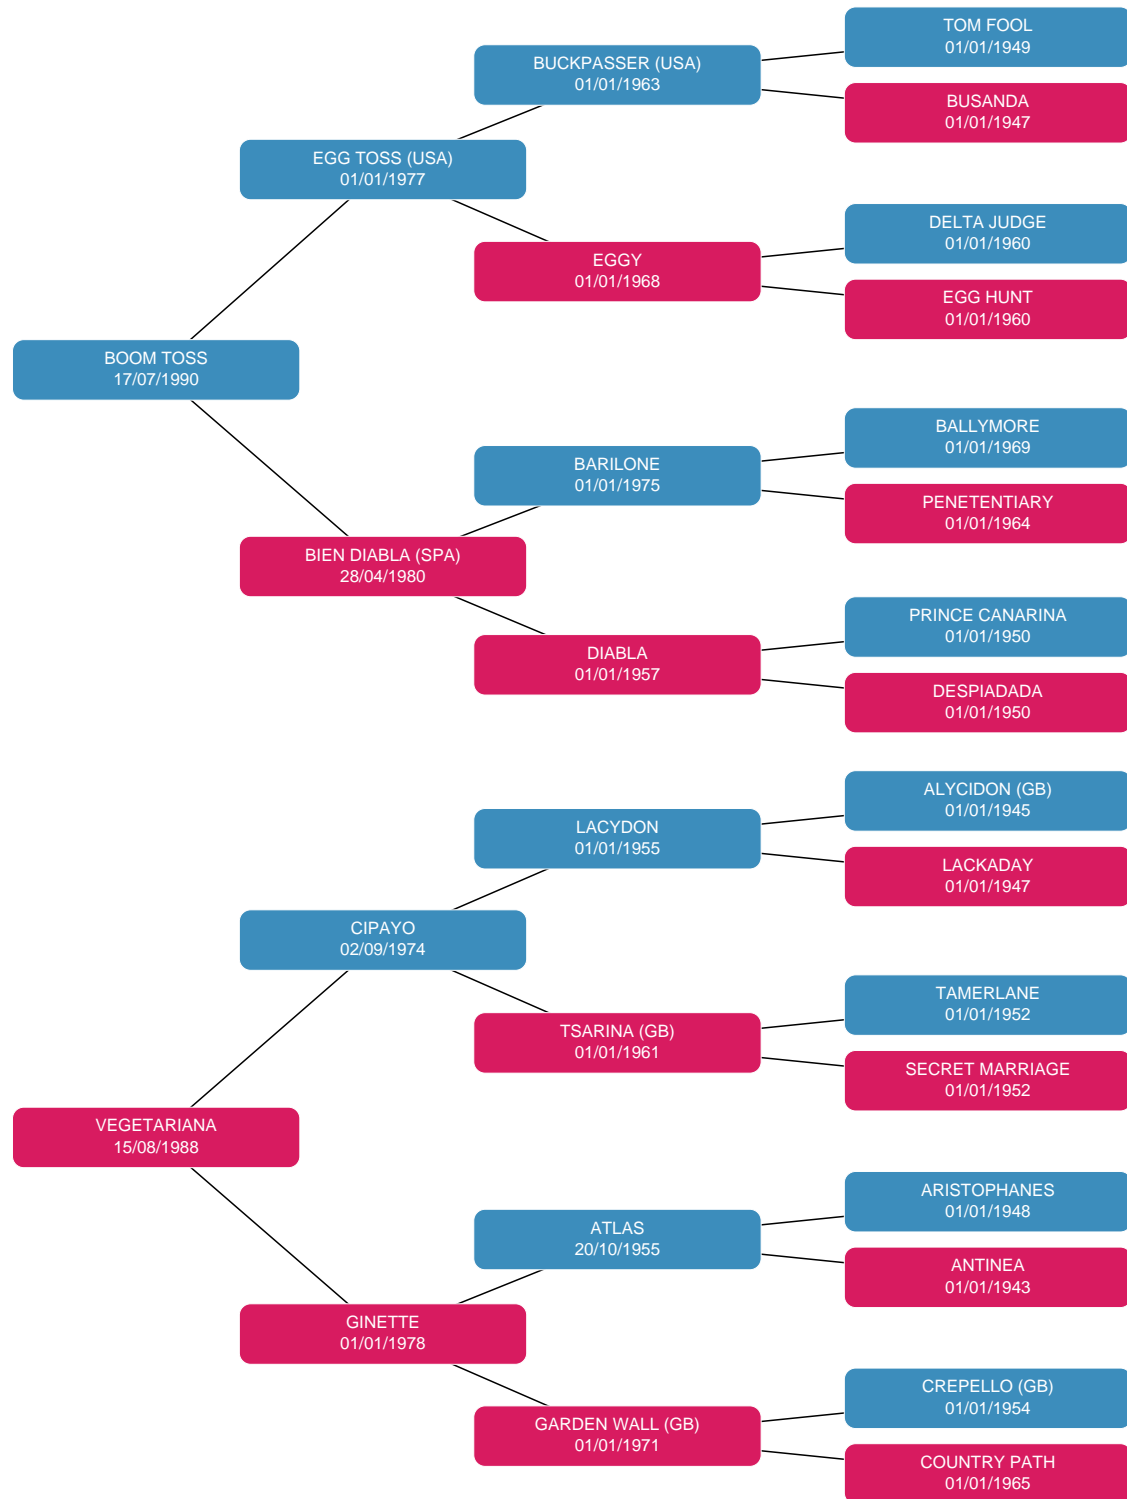 TOM FOOL
01/01/1949
BUCKPASSER (USA)
01/01/1963
BUSANDA
01/01/1947
EGG TOSS (USA)
01/01/1977
DELTA JUDGE
01/01/1960
EGGY
01/01/1968
EGG HUNT
01/01/1960
BOOM TOSS
17/07/1990
BALLYMORE
01/01/1969
BARILONE
01/01/1975
PENETENTIARY
01/01/1964
BIEN DIABLA (SPA)
28/04/1980
PRINCE CANARINA
01/01/1950
DIABLA
01/01/1957
DESPIADADA
01/01/1950
ALYCIDON (GB)
01/01/1945
LACYDON
01/01/1955
LACKADAY
01/01/1947
CIPAYO
02/09/1974
TAMERLANE
01/01/1952
TSARINA (GB)
01/01/1961
SECRET MARRIAGE
01/01/1952
VEGETARIANA
15/08/1988
ARISTOPHANES
01/01/1948
ATLAS
20/10/1955
ANTINEA
01/01/1943
GINETTE
01/01/1978
CREPELLO (GB)
01/01/1954
GARDEN WALL (GB)
01/01/1971
COUNTRY PATH
01/01/1965